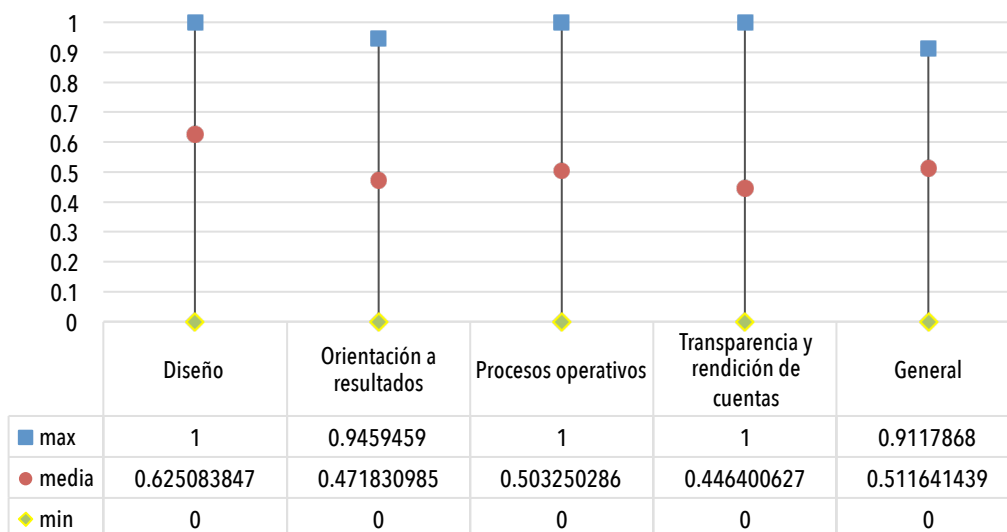 1
0.9
0.8
0.7
0.6
0.5
0.4
0.3
0.2
0.1
0
Diseño
Orientación a
resultados
Procesos operativos
Transparencia y
rendición de
cuentas
General
max 1 0.9459459 1 1 0.9117868
media 0.625083847 0.471830985 0.503250286 0.446400627 0.511641439
min 0 0 0 0 0